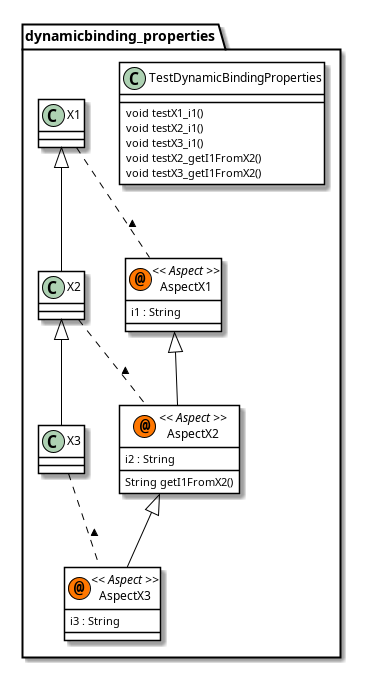 dynamicbinding_properties
C TestDynamicBindingProperties
void testX1_i1()
void testX2_i1()
void testX3_i1()
void testX2_getI1FromX2()
void testX3_getI1FromX2()
C X1
@ << Aspect >>
AspectX1
i1 : String
C X2
@ << Aspect >>
AspectX2
i2 : String
String getI1FromX2()
C X3
@ << Aspect >>
AspectX3
i3 : String